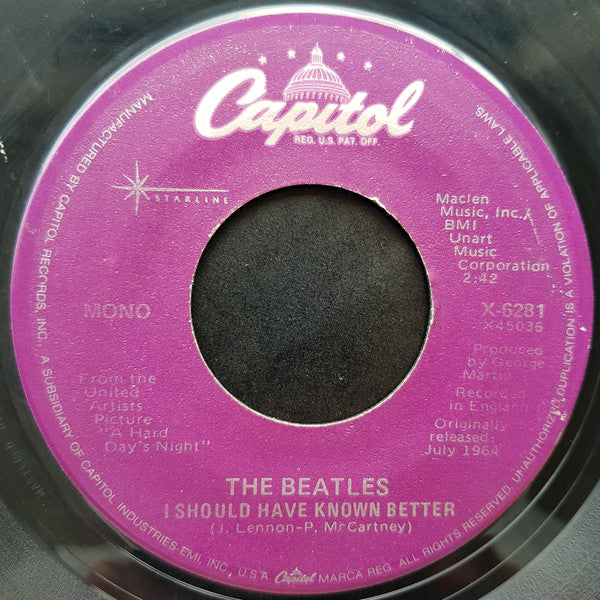 Capitol
REG. U.S. PAT. OFF.
STARLINE
MONO
From the
United
Artists
Picture
"A Hard
Day's Night"
Maclen
Music, Inc./
BMI
Unart
Music
Corporation
2:42
X-6281
X45035
Produced
by George
Martin
Recorded
in England
Originally
released:
July 1964
THE BEATLES
I SHOULD HAVE KNOWN BETTER
(J. Lennon-P. McCartney)
MANUFACTURED BY CAPITOL RECORDS, INC., A SUBSIDIARY OF CAPITOL INDUSTRIES-EMI, INC., U.S.A. Capitol MARCA REG. ALL RIGHTS RESERVED. UNAUTHORIZED DUPLICATION IS A VIOLATION OF APPLICABLE LAWS